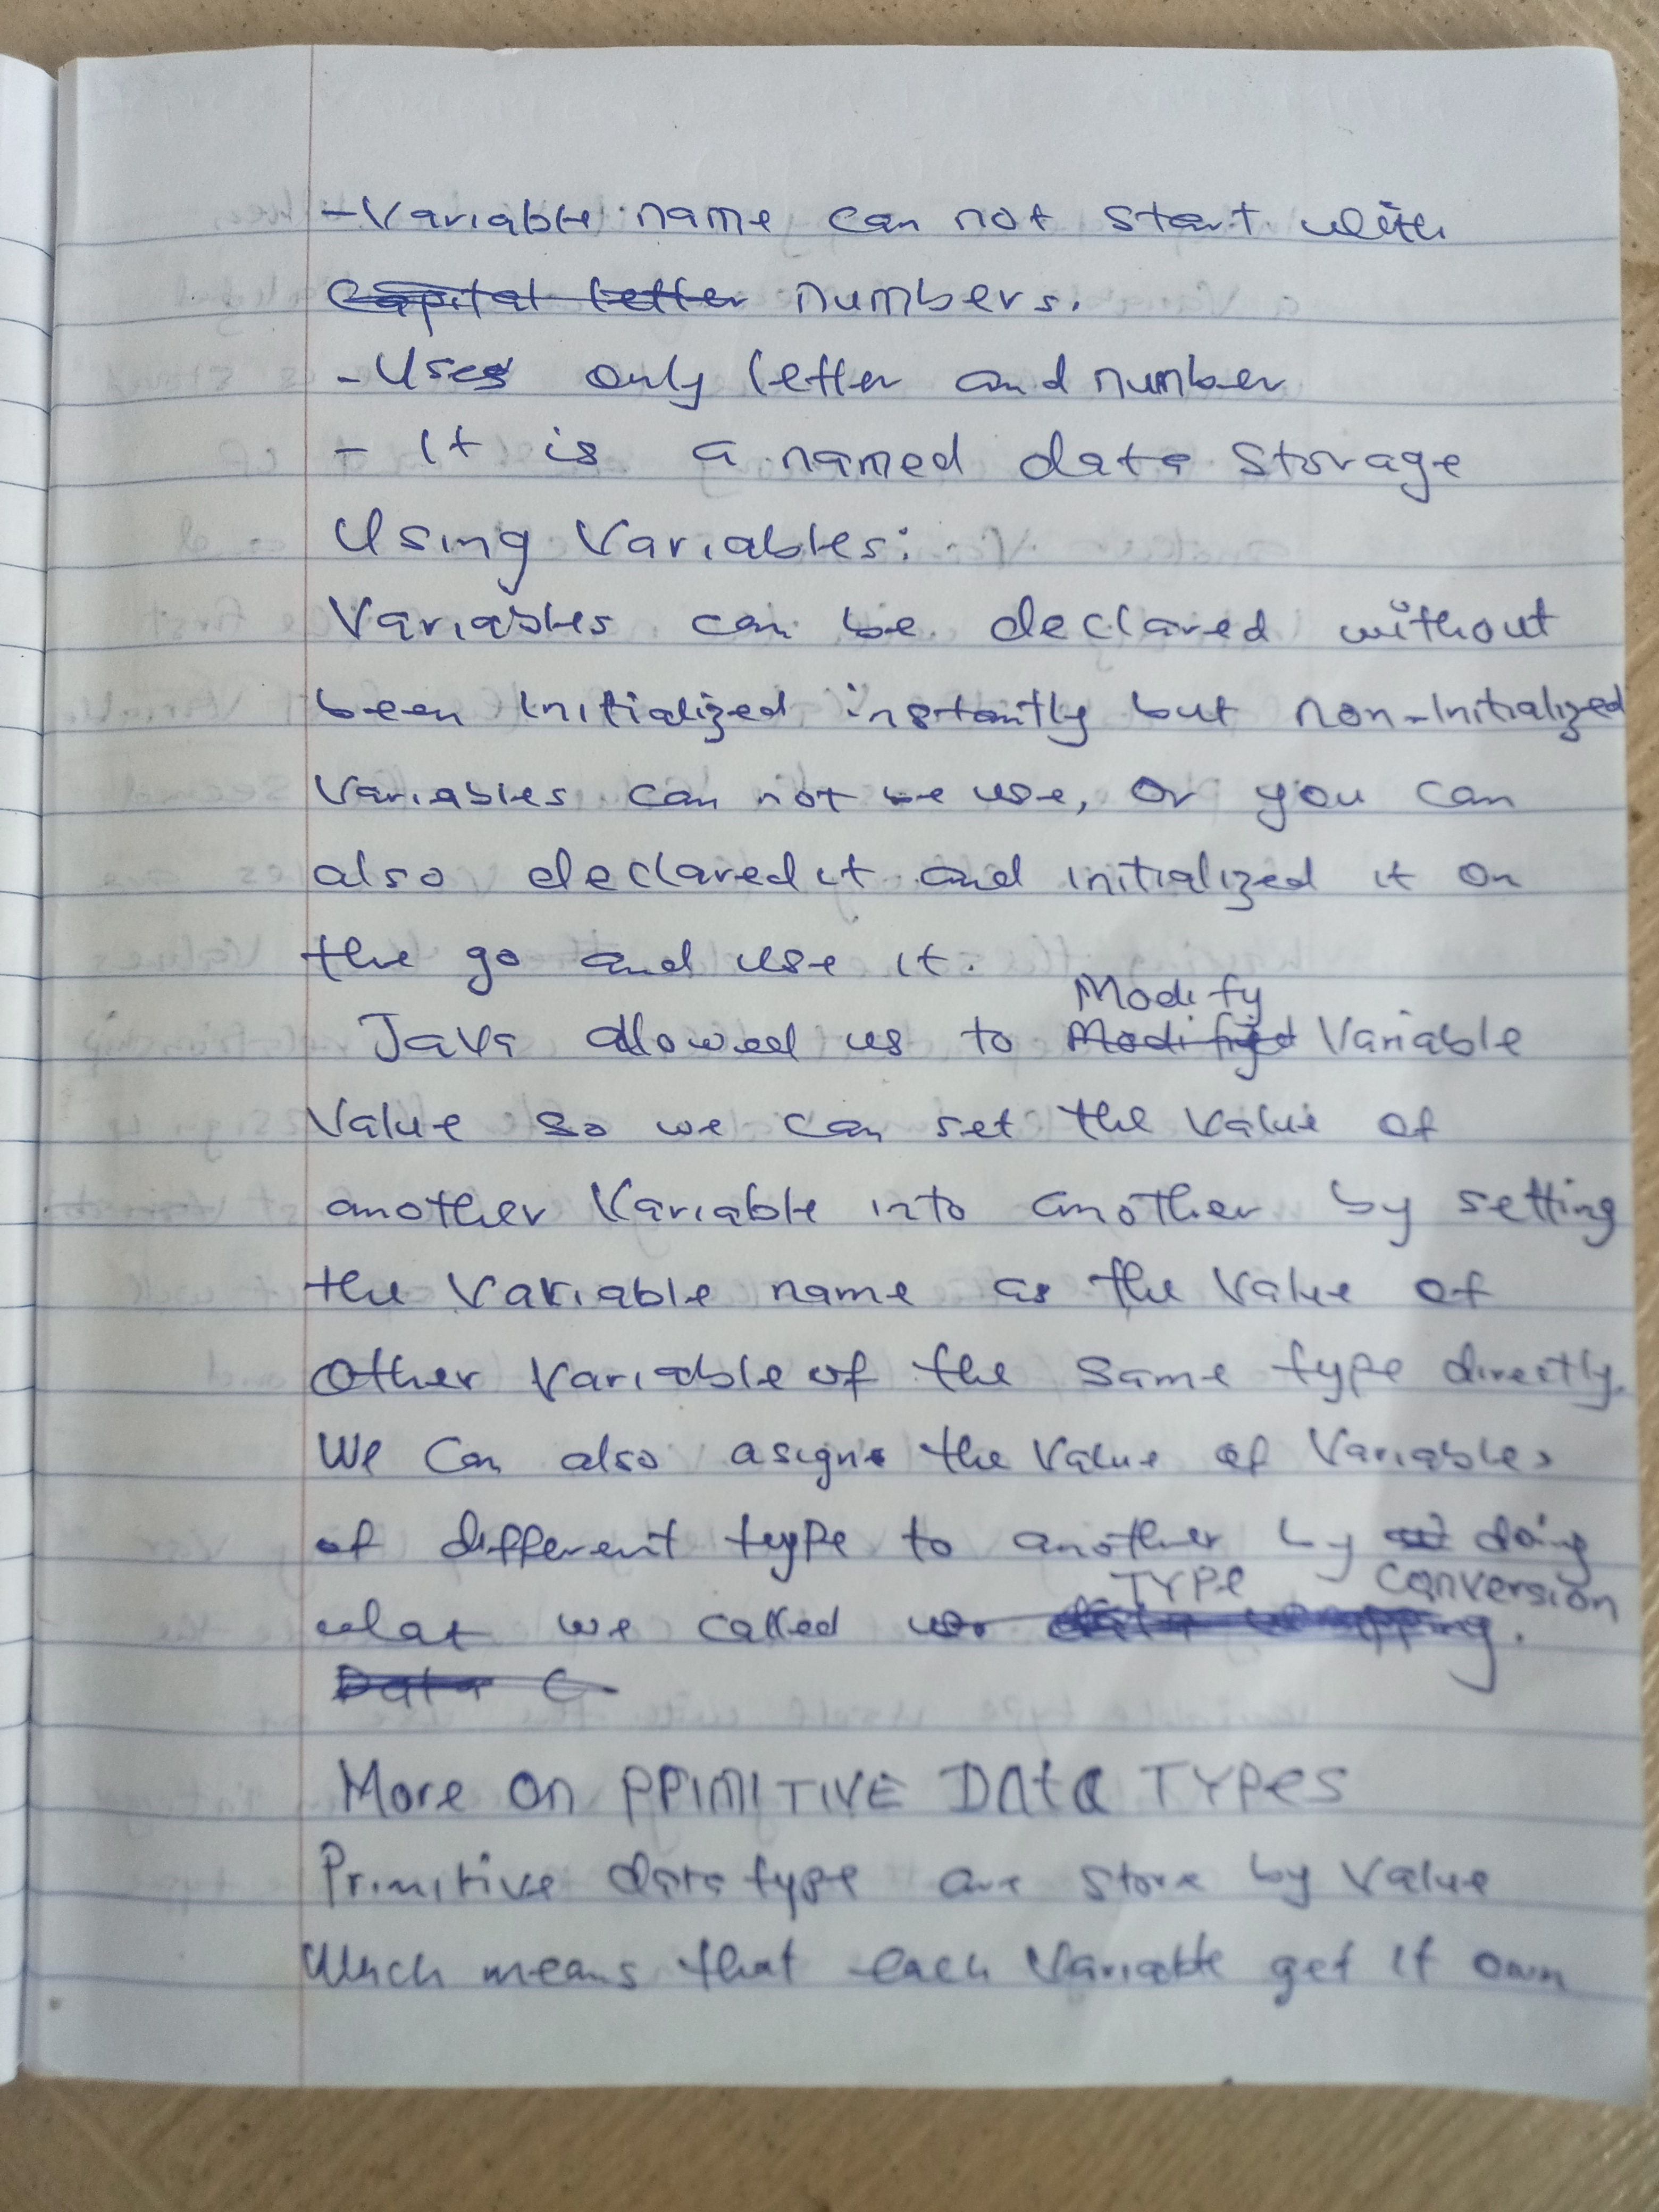 - Variable name can not start with
capital letter numbers.
- Uses only letter and number
- It is a named data storage
Using Variables:
Variables can be declared without
been Initialized instantly but non-Initialized
Variables can not be use, or you can
also declared it and initialized it on
the go and use it.
Modify
Java allowed us to Modified Variable
Value so we can set the value of
another Variable into another by setting
the Variable name as the value of
other Variable of the same type directly.
We Can also asign the value of Variables
of different type to another by doing
TYPE Conversion
what we called data wrapping.
Data C
More on PRIMITIVE DATA TYPES
Primitive data type are store by value
Which means that each Variable get it own